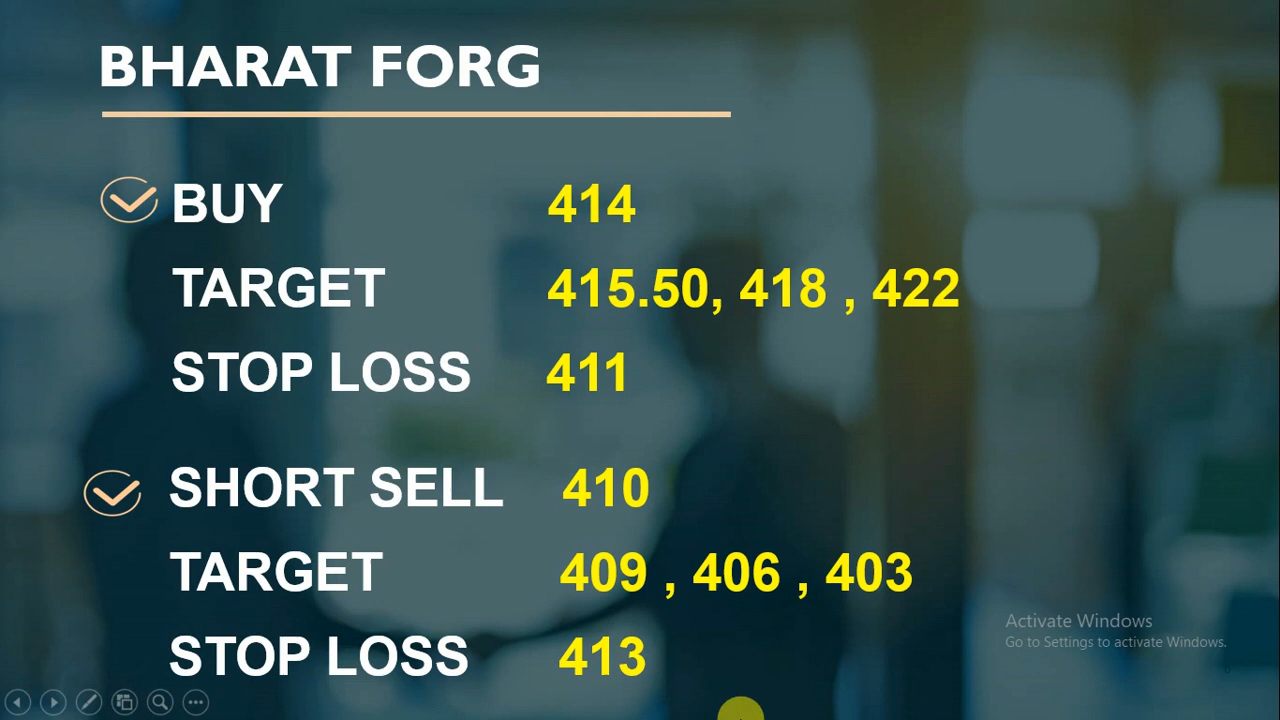 BHARAT FORG
BUY 414
TARGET 415.50, 418 , 422
STOP LOSS 411
SHORT SELL 410
TARGET 409 , 406 , 403
STOP LOSS 413
Activate Windows
Go to Settings to activate Windows.